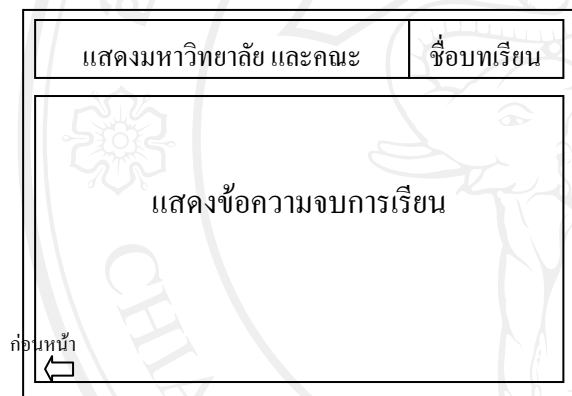 แสดงมหาวิทยาลัย และคณะ
ชื่อบทเรียน
แสดงข้อความจบการเรียน
ก่อนหน้า
CHIA